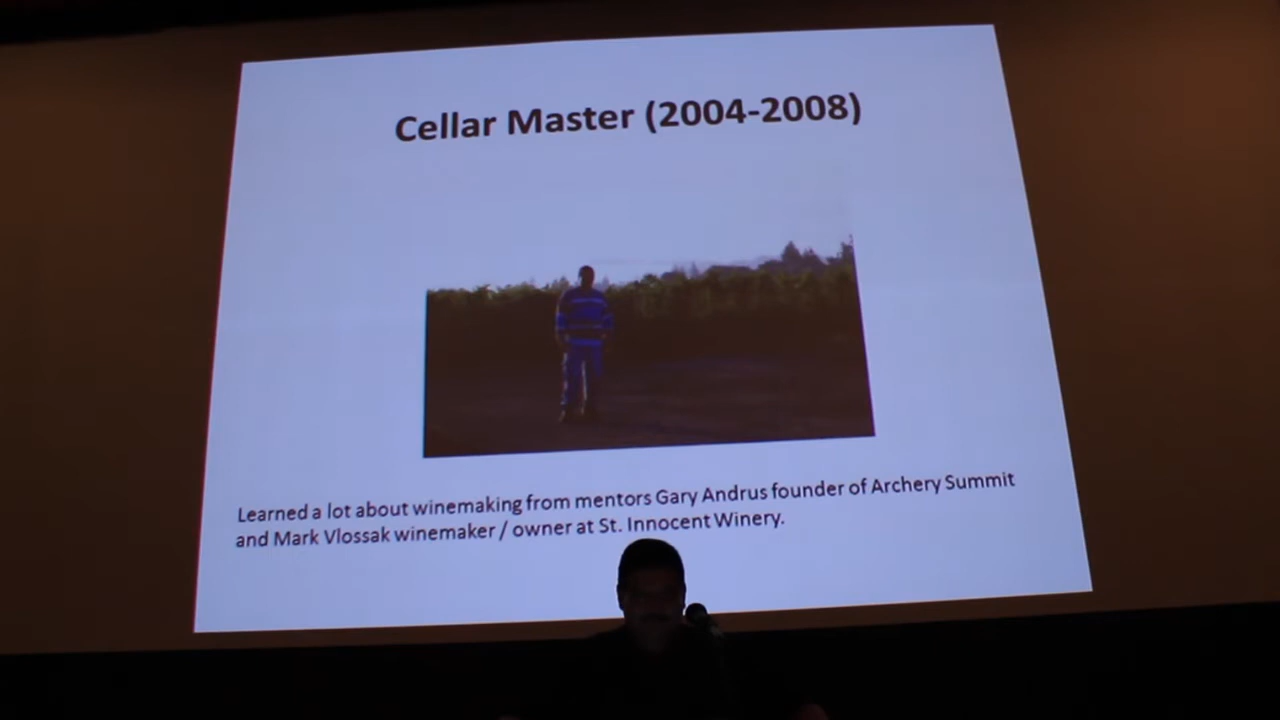 Cellar Master (2004-2008)
Learned a lot about winemaking from mentors Gary Andrus founder of Archery Summit
and Mark Vlossak winemaker / owner at St. Innocent Winery.